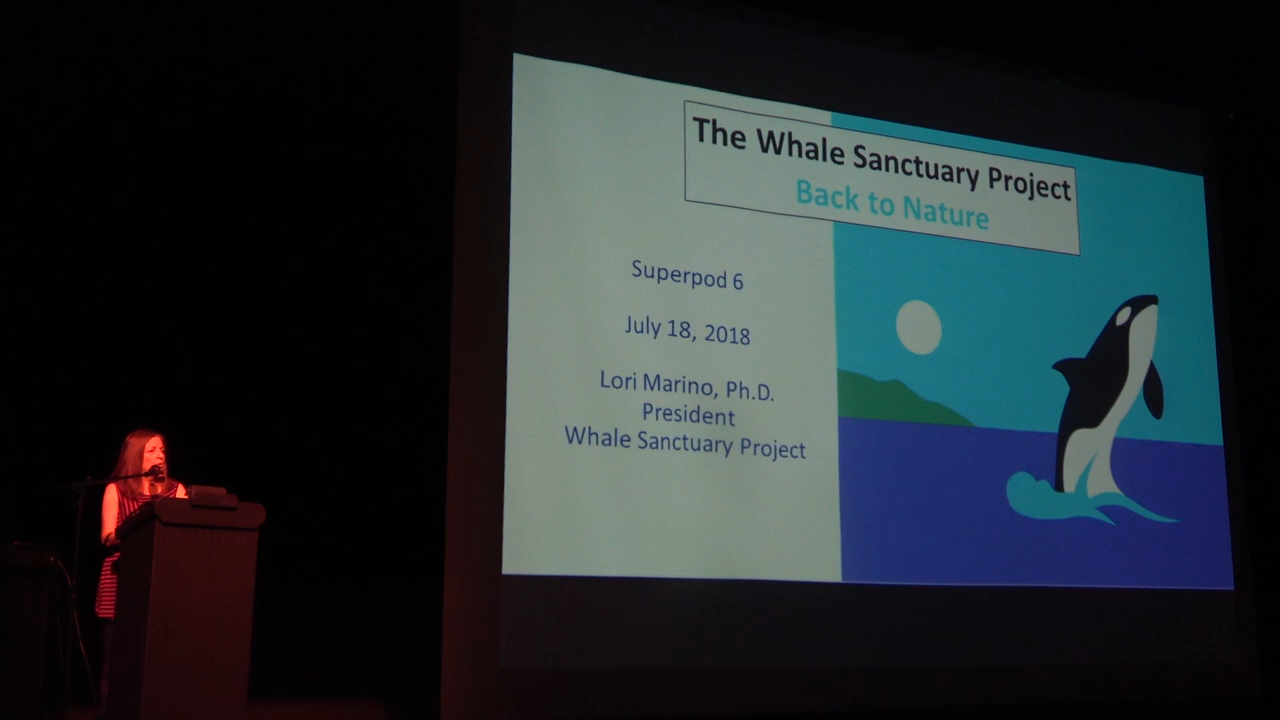 The Whale Sanctuary Project
Back to Nature
Superpod 6
July 18, 2018
Lori Marino, Ph.D.
President
Whale Sanctuary Project